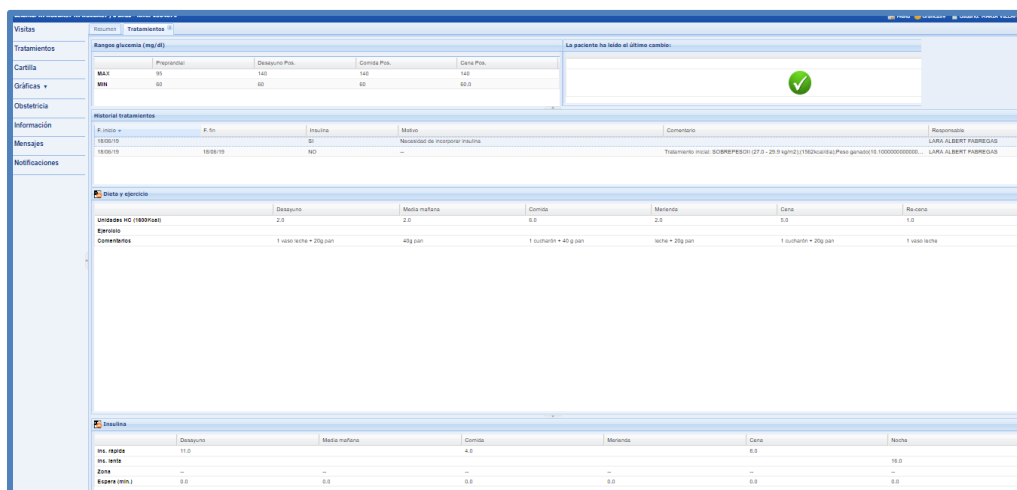 Visitas
Tratamientos
Cartilla
Gráficas ▾
Obstetricia
Información
Mensajes
Notificaciones
Resumen Tratamientos
Rangos glucemia (mg/dl)
Preprandial Desayuno Pos. Comida Pos. Cena Pos.
MAX 95 140 140 140
MIN 60 60 60 60.0
La paciente ha leído el último cambio:
Historial tratamientos
F. inicio F. fin Insulina Motivo Comentario Responsable
18/06/19 SI Necesidad de incorporar insulina LARA ALBERT FABREGAS
18/06/19 18/06/19 NO -- Tratamiento inicial: SOBREPESOII (27.0 - 29.9 kg/m2);(1562kcal/dia);Peso ganado(10.1000000000000... LARA ALBERT FABREGAS
Dieta y ejercicio
Desayuno Media mañana Comida Merienda Cena Re-cena
Unidades HC (1800Kcal) 2.0 2.0 6.0 2.0 5.0 1.0
Ejercicio
Comentarios 1 vaso leche + 20g pan 40g pan 1 cucharón + 40 g pan leche + 20g pan 1 cucharón + 20g pan 1 vaso leche
Insulina
Desayuno Media mañana Comida Merienda Cena Noche
Ins. rápida 11.0 4.0 8.0
Ins. lenta 16.0
Zona -- -- -- -- -- --
Espera (min.) 0.0 0.0 0.0 0.0 0.0 0.0